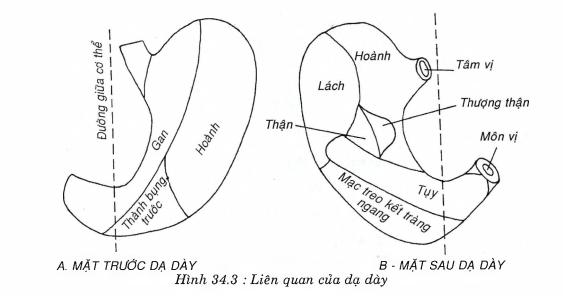 Đường giữa cơ thể
Gan
Hoành
Thành bụng
trước
Hoành
Lách
Tâm vị
Thượng thận
Thận
Môn vị
Tụy
Mạc treo kết tràng
ngang
A. MẶT TRƯỚC DẠ DÀY
B - MẶT SAU DẠ DÀY
Hình 34.3 : Liên quan của dạ dày